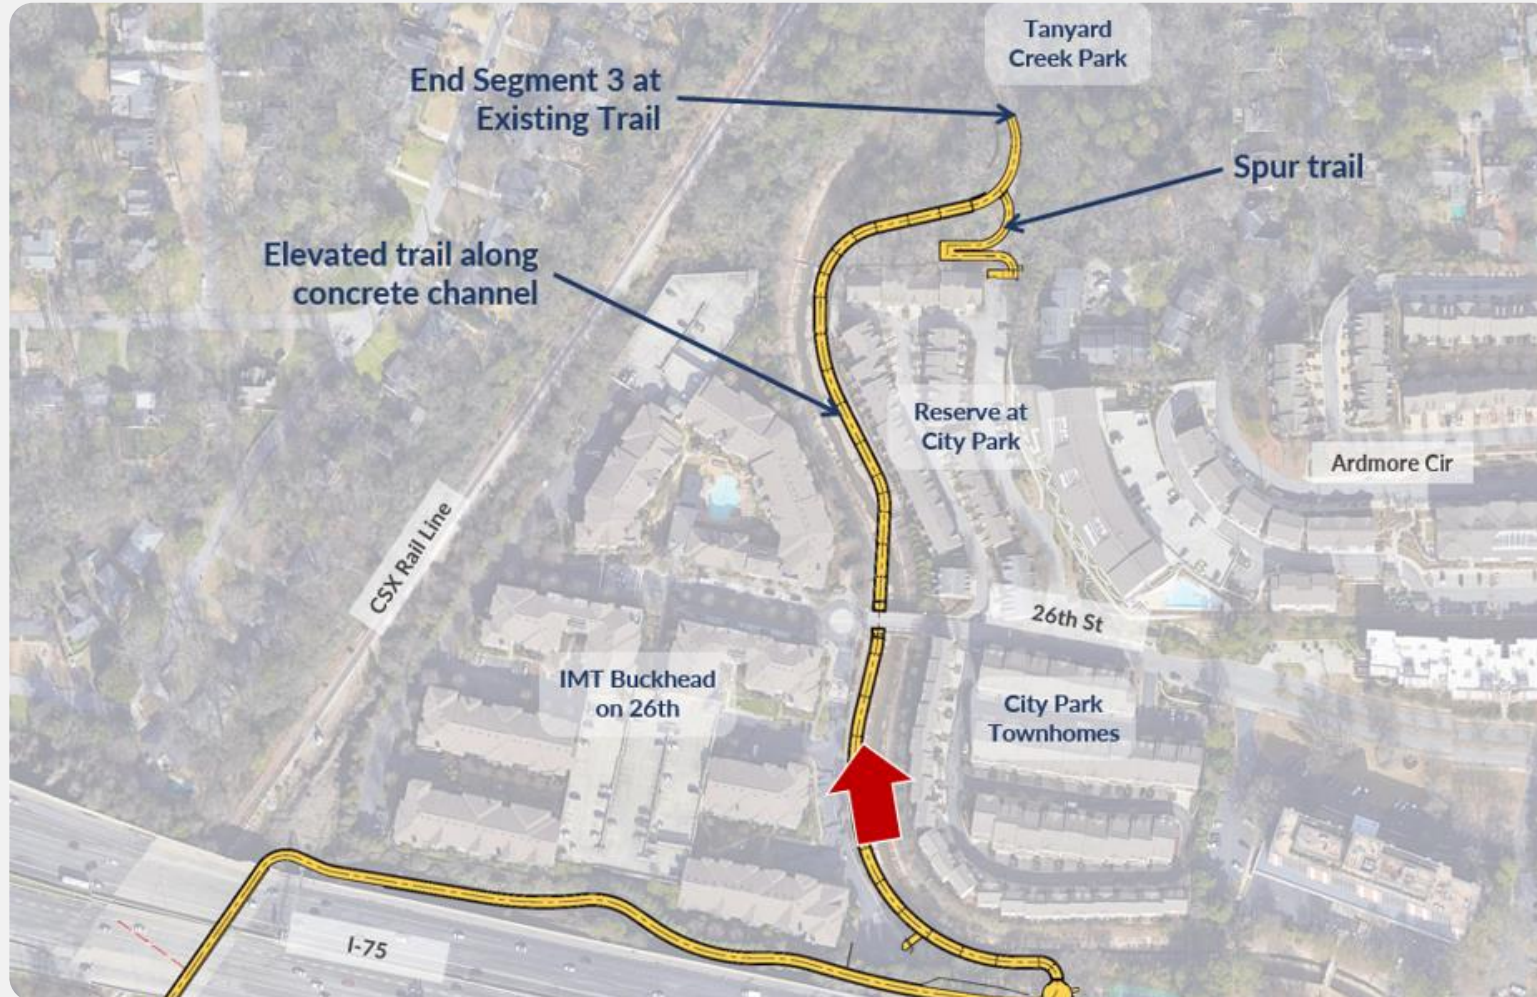 Tanyard
Creek Park
End Segment 3 at
Existing Trail
Spur trail
Elevated trail along
concrete channel
Reserve at
City Park
Ardmore Cir
CSX Rail Line
26th St
IMT Buckhead
on 26th
City Park
Townhomes
I-75